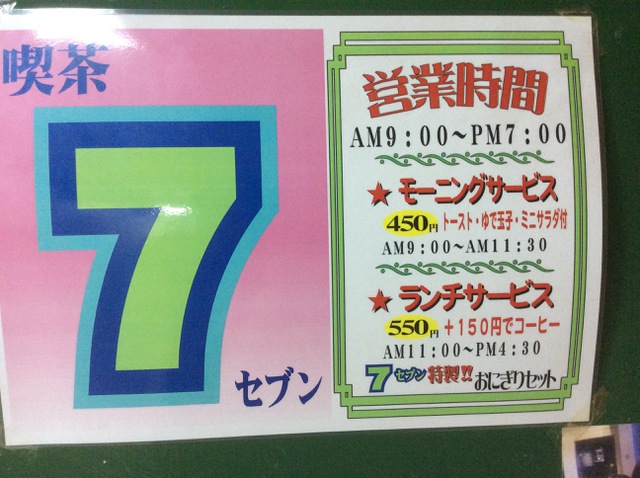 喫茶
7
セブン
営業時間
AM9:00~PM7:00
★ モーニングサービス
450円 トースト・ゆで玉子・ミニサラダ付
AM9:00~AM11:30
★ ランチサービス
550円 +150円でコーヒー
AM11:00~PM4:30
7セブン 特製!! おにぎりセット